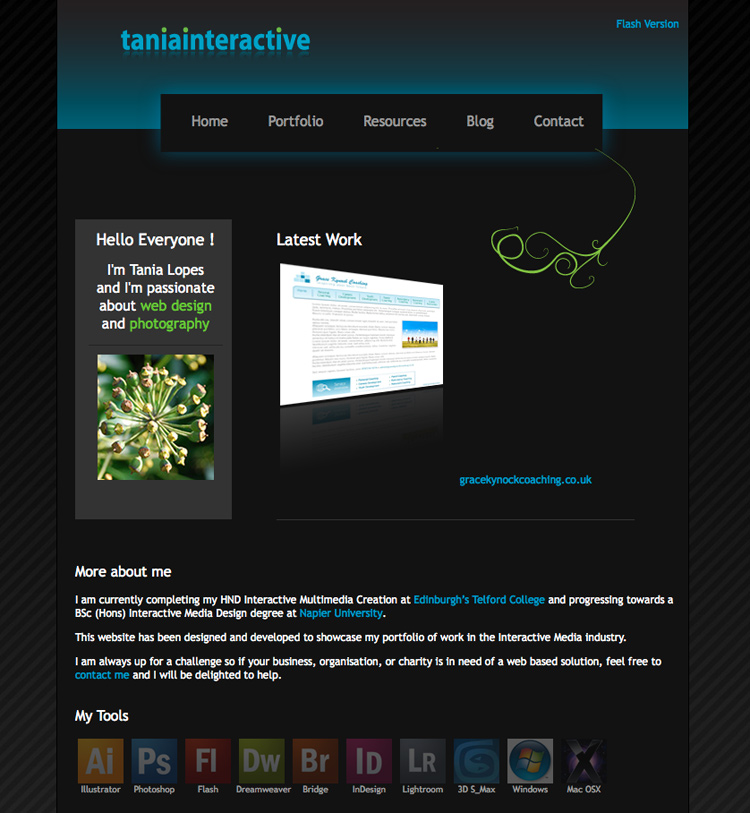 taniainteractive
Flash Version
Home Portfolio Resources Blog Contact
Hello Everyone !
I'm Tania Lopes
and I'm passionate
about web design
and photography
Latest Work
Grace Kynock Coaching
gracekynockcoaching.co.uk
More about me
I am currently completing my HND Interactive Multimedia Creation at Edinburgh's Telford College and progressing towards a
BSc (Hons) Interactive Media Design degree at Napier University.
This website has been designed and developed to showcase my portfolio of work in the Interactive Media industry.
I am always up for a challenge so if your business, organisation, or charity is in need of a web based solution, feel free to
contact me and I will be delighted to help.
My Tools
Ai Ps Fl Dw Br ID LR
Illustrator Photoshop Flash Dreamweaver Bridge InDesign Lightroom 3D S_Max Windows Mac OSX